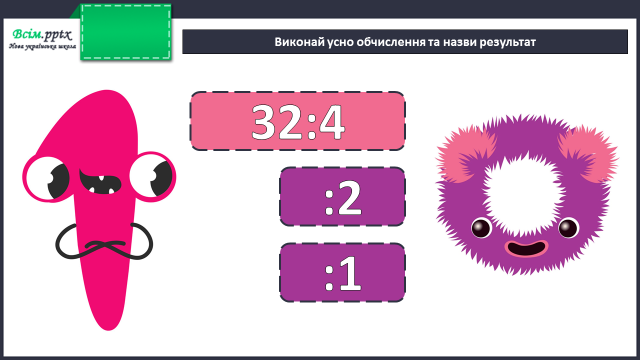 Всім.pptx
Нова українська школа
Виконай усно обчислення та назви результат
32:4
:2
:1